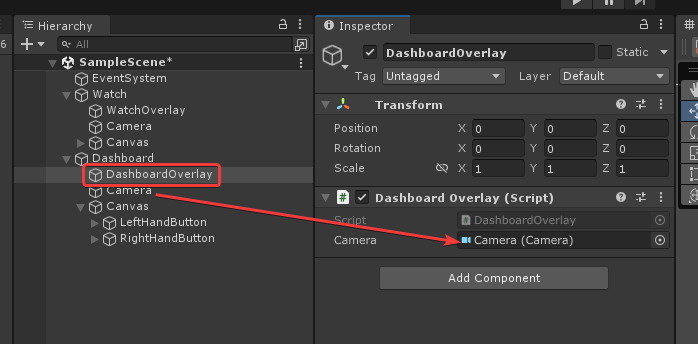 Hierarchy
All
SampleScene*
EventSystem
Watch
WatchOverlay
Camera
Canvas
Dashboard
DashboardOverlay
Camera
Canvas
LeftHandButton
RightHandButton
6
Inspector
DashboardOverlay
Static
Tag Untagged Layer Default
Transform
Position X 0 Y 0 Z 0
Rotation X 0 Y 0 Z 0
Scale X 1 Y 1 Z 1
Dashboard Overlay (Script)
Script DashboardOverlay
Camera Camera (Camera)
Add Component